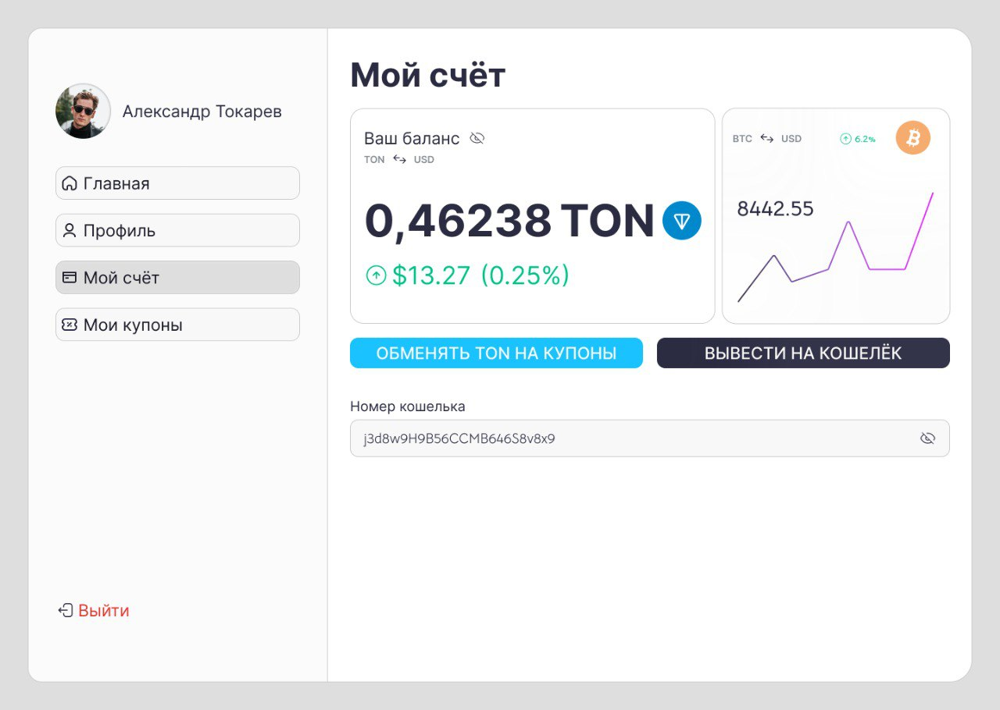 Александр Токарев
Главная
Профиль
Мой счёт
Мои купоны
Выйти
Мой счёт
Ваш баланс
TON USD
0,46238 TON
$13.27 (0.25%)
BTC USD 6.2%
8442.55
ОБМЕНЯТЬ TON НА КУПОНЫ
ВЫВЕСТИ НА КОШЕЛЁК
Номер кошелька
j3d8w9H9B56CCMB646S8v8x9